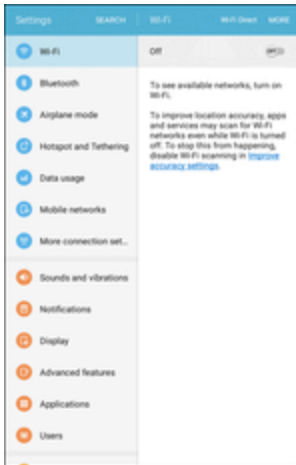 Settings SEARCH
Wi-Fi
Bluetooth
Airplane mode
Hotspot and Tethering
Data usage
Mobile networks
More connection set...
Sounds and vibrations
Notifications
Display
Advanced features
Applications
Users
Wi-Fi Wi-Fi Direct MORE
Off OFF
To see available networks, turn on
Wi-Fi.
To improve location accuracy, apps
and services may scan for Wi-Fi
networks even while Wi-Fi is turned
off. To stop this from happening,
disable Wi-Fi scanning in Improve
accuracy settings.